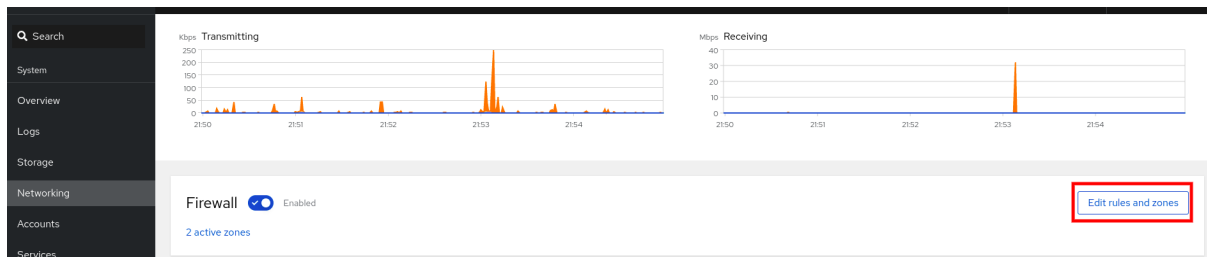 Search
System
Overview
Logs
Storage
Networking
Accounts
Services
Kbps Transmitting
250
200
150
100
50
0
21:50 21:51 21:52 21:53 21:54
Mbps Receiving
40
30
20
10
0
21:50 21:51 21:52 21:53 21:54
Firewall Enabled
Edit rules and zones
2 active zones